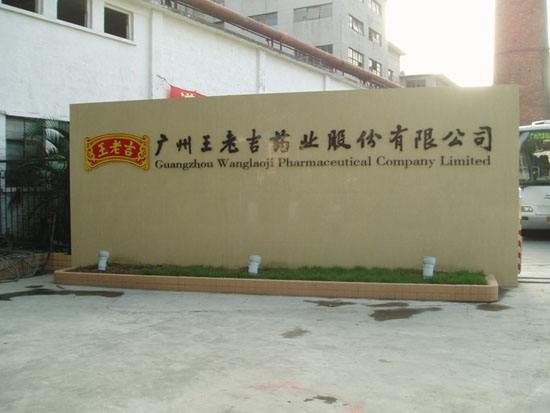 王老吉
广州王老吉药业股份有限公司
Guangzhou Wanglaoji Pharmaceutical Company Limited